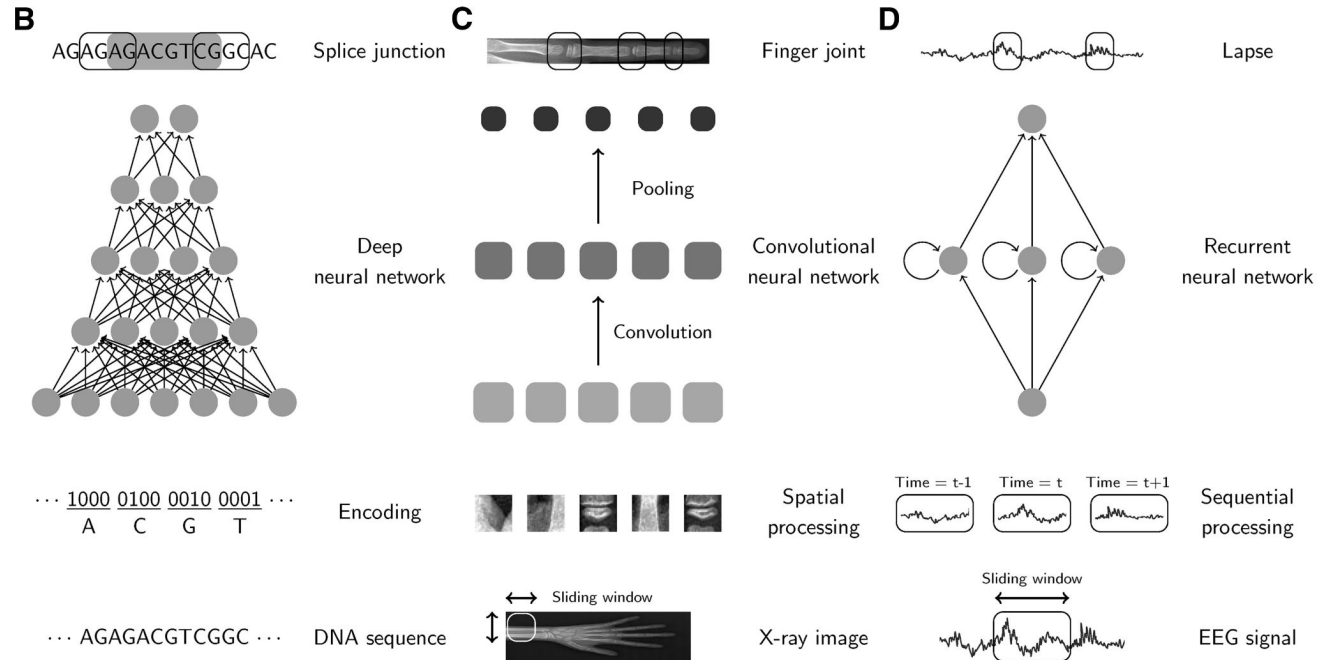 B
AGAGAGACGTCGGCAC
Splice junction
Deep
neural network
··· 1000 0100 0010 0001 ···
A C G T
Encoding
··· AGAGACGTCGGC ···
DNA sequence
C
Finger joint
Pooling
Convolutional
neural network
Convolution
Spatial
processing
Sliding window
X-ray image
D
Lapse
Recurrent
neural network
Time = t-1 Time = t Time = t+1
Sequential
processing
Sliding window
EEG signal